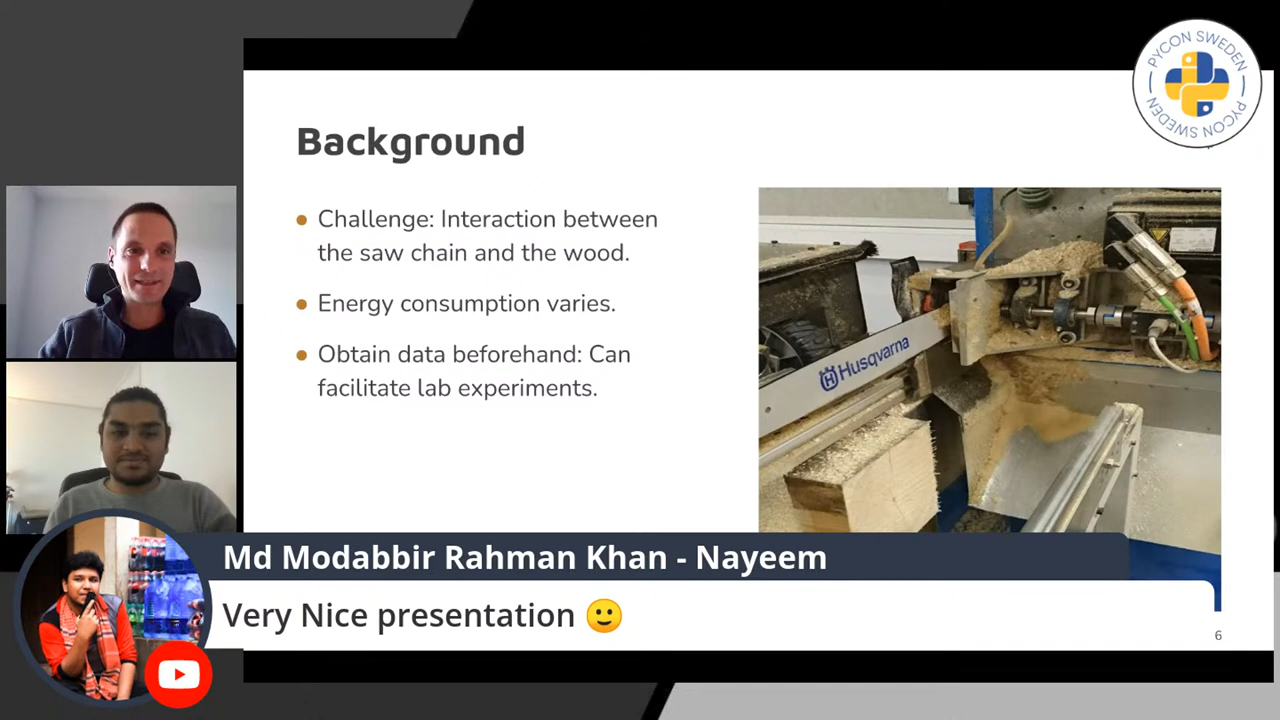 PYCON SWEDEN
PYCON SWEDEN
Background
Challenge: Interaction between
the saw chain and the wood.
Energy consumption varies.
Obtain data beforehand: Can
facilitate lab experiments.
Husqvarna
Md Modabbir Rahman Khan - Nayeem
Very Nice presentation 🙂
6